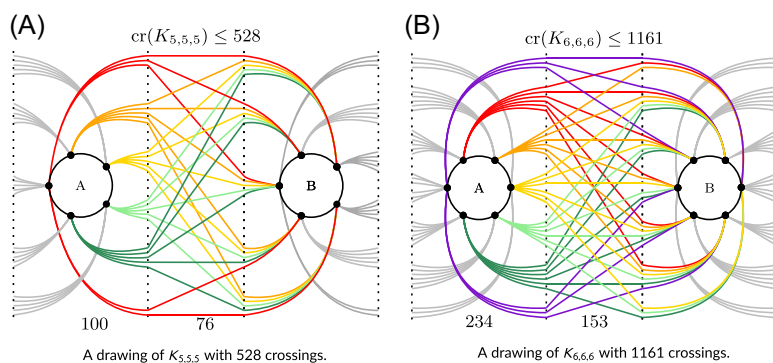 (A)
cr(K₅,₅,₅) ≤ 528
A
B
100
76
A drawing of K₅,₅,₅ with 528 crossings.
(B)
cr(K₆,₆,₆) ≤ 1161
A
B
234
153
A drawing of K₆,₆,₆ with 1161 crossings.